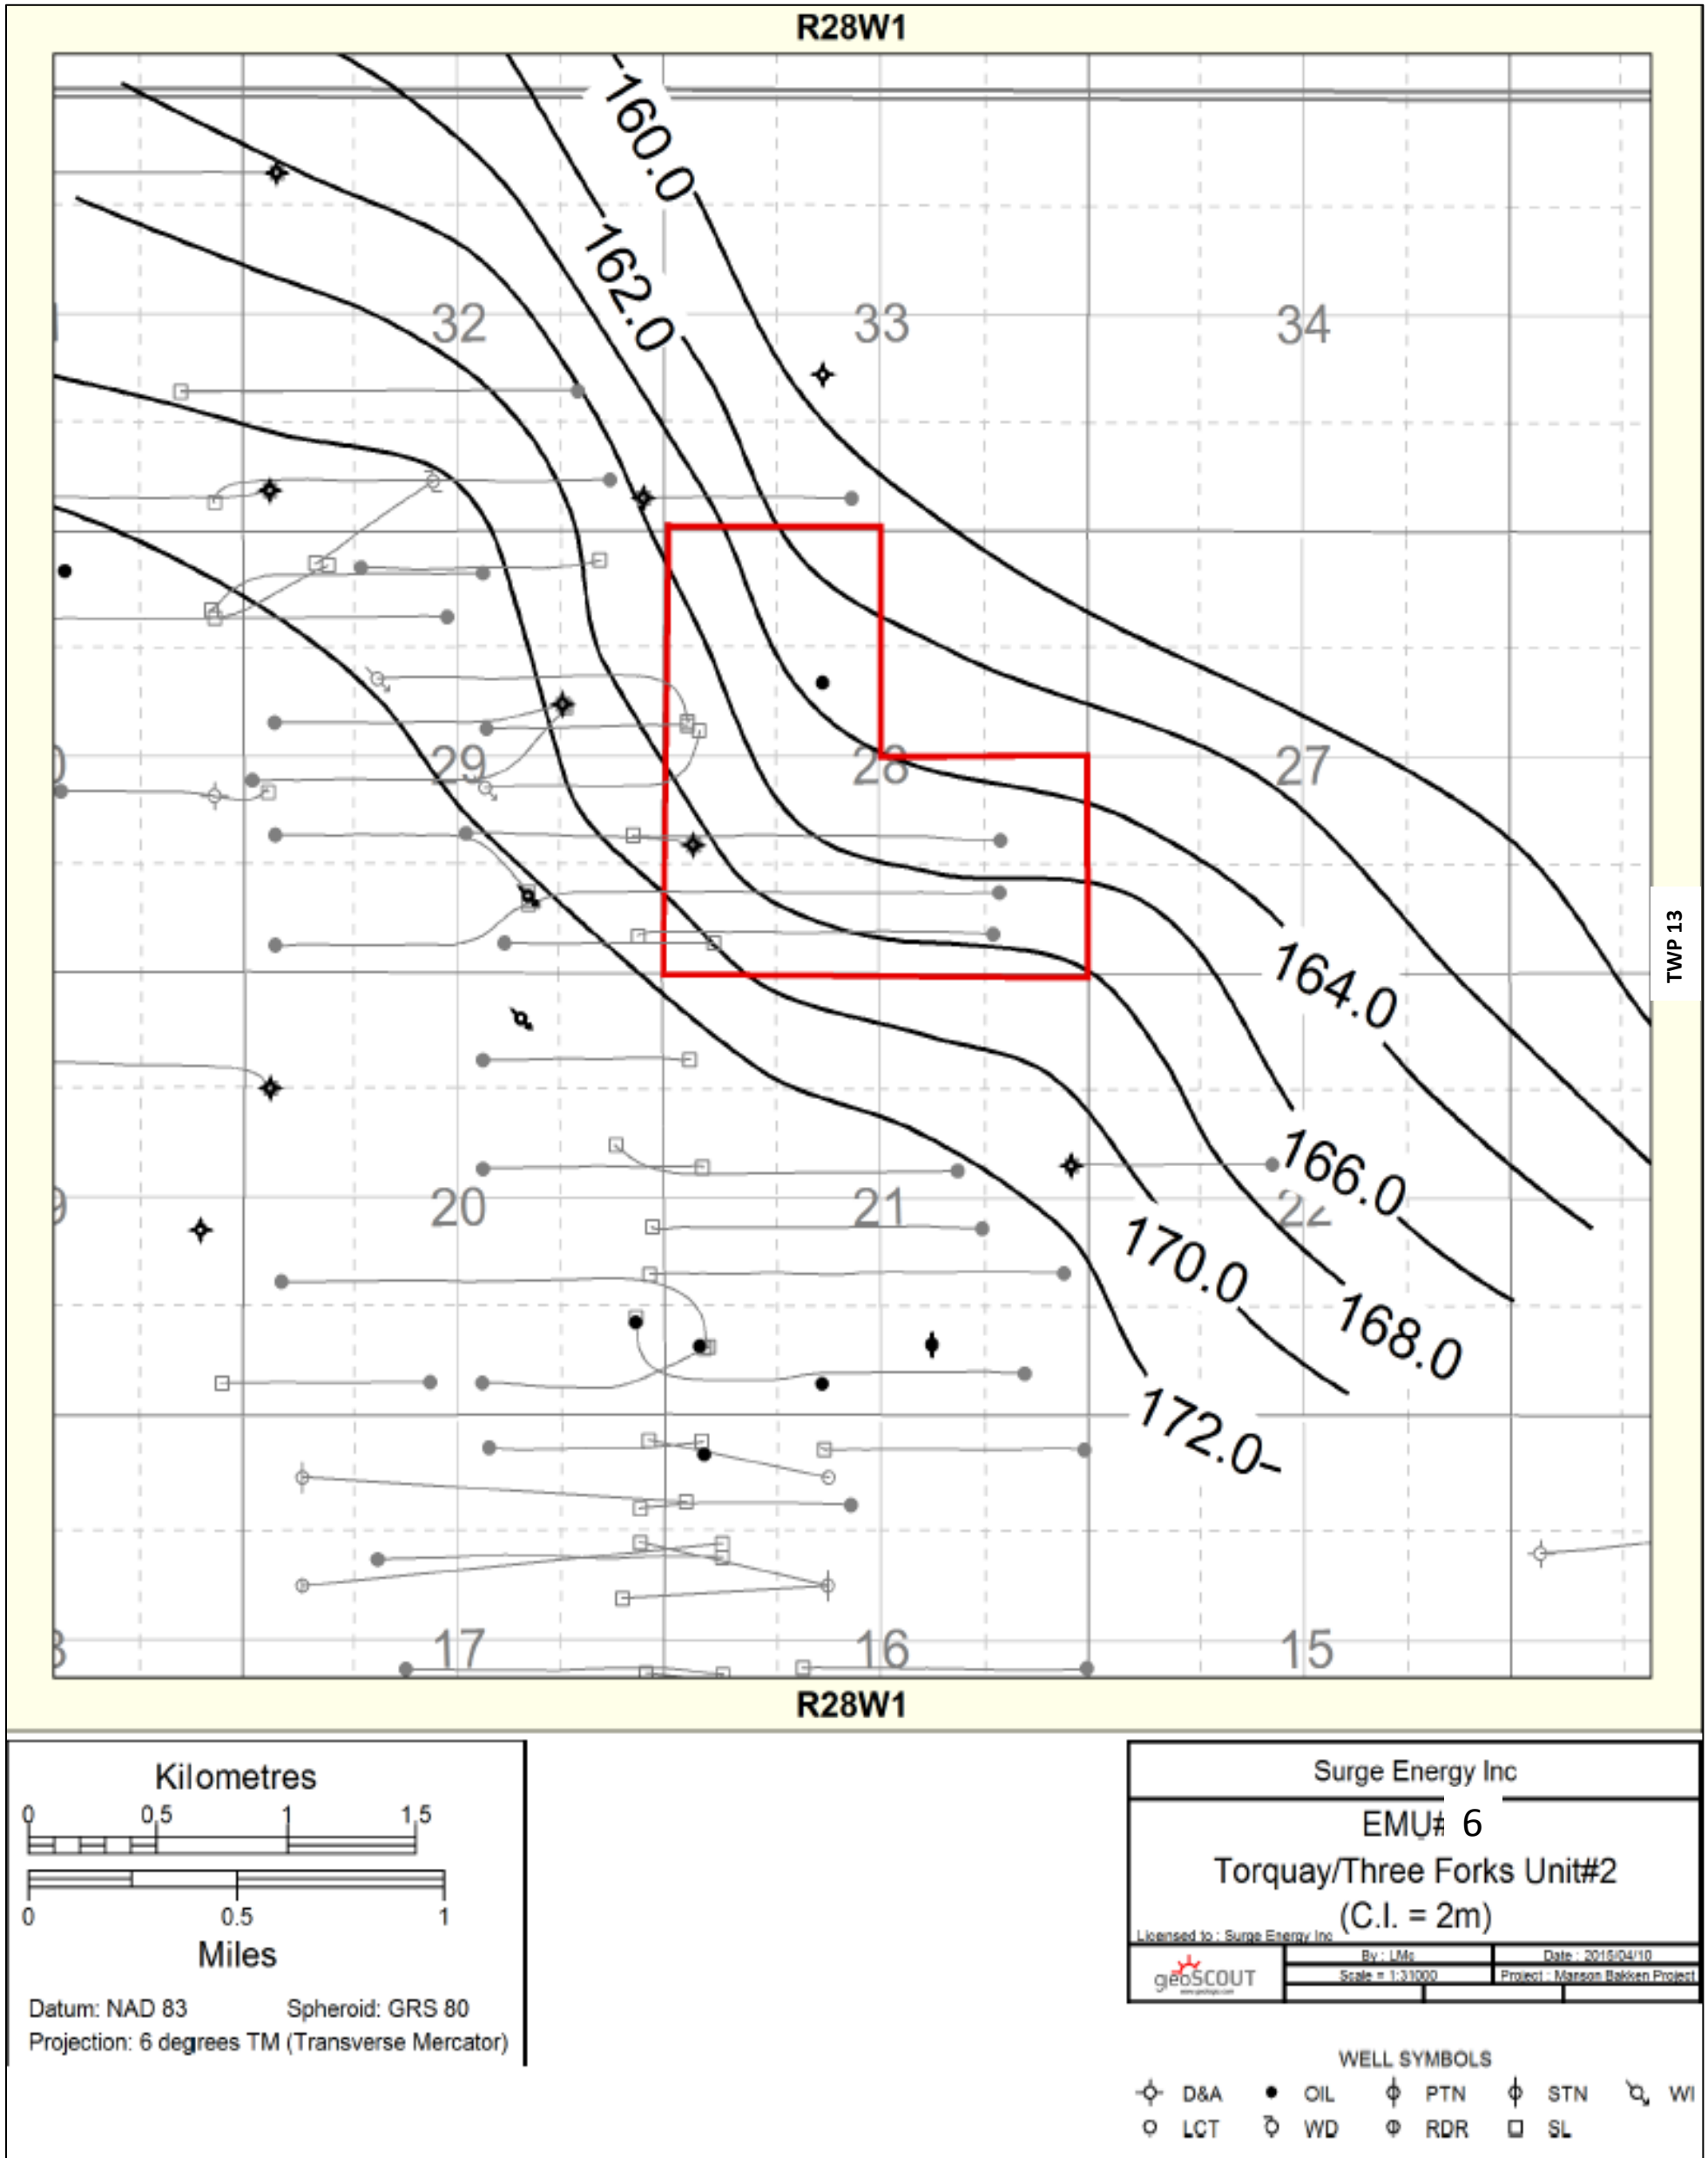 R28W1
160.0
162.0
32
33
34
29
28
27
TWP 13
164.0
166.0
20
21
22
170.0
168.0
172.0
17
16
15
R28W1
Kilometres
0 0.5 1 1.5
0 0.5 1
Miles
Datum: NAD 83 Spheroid: GRS 80
Projection: 6 degrees TM (Transverse Mercator)
Surge Energy Inc
EMU# 6
Torquay/Three Forks Unit#2
(C.I. = 2m)
Licensed to : Surge Energy Inc
geoSCOUT
By : LMc Date : 2015/04/10
Scale = 1:31000 Project : Manson Bakken Project
WELL SYMBOLS
D&A OIL PTN STN WI
LCT WD RDR SL